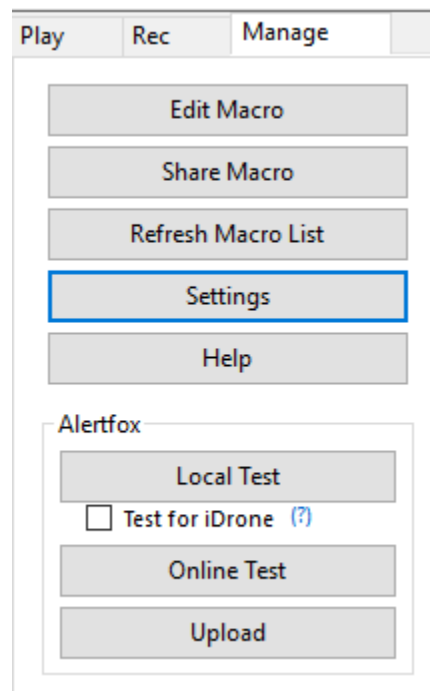 Play Rec Manage
Edit Macro
Share Macro
Refresh Macro List
Settings
Help
Alertfox
Local Test
Test for iDrone (?)
Online Test
Upload